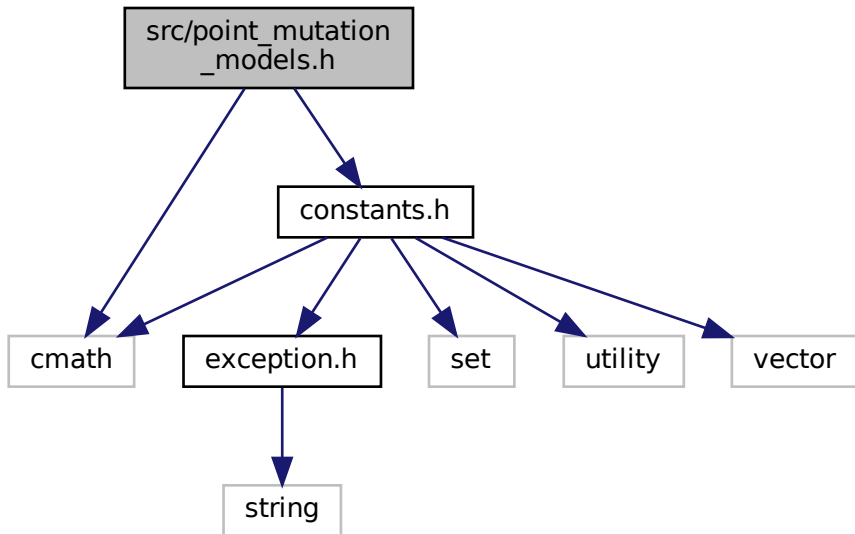 src/point_mutation
_models.h
constants.h
cmath
exception.h
set
utility
vector
string